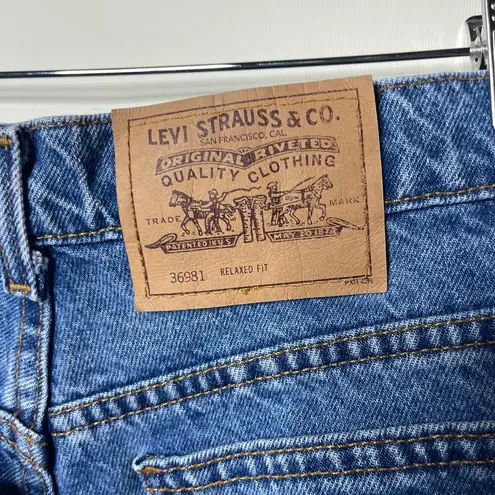 LEVI STRAUSS & CO.
SAN FRANCISCO, CAL
ORIGINAL RIVETED
QUALITY CLOTHING
TRADE MARK
PATENTED IN U.S. MAY 20 1873
36981 RELAXED FIT